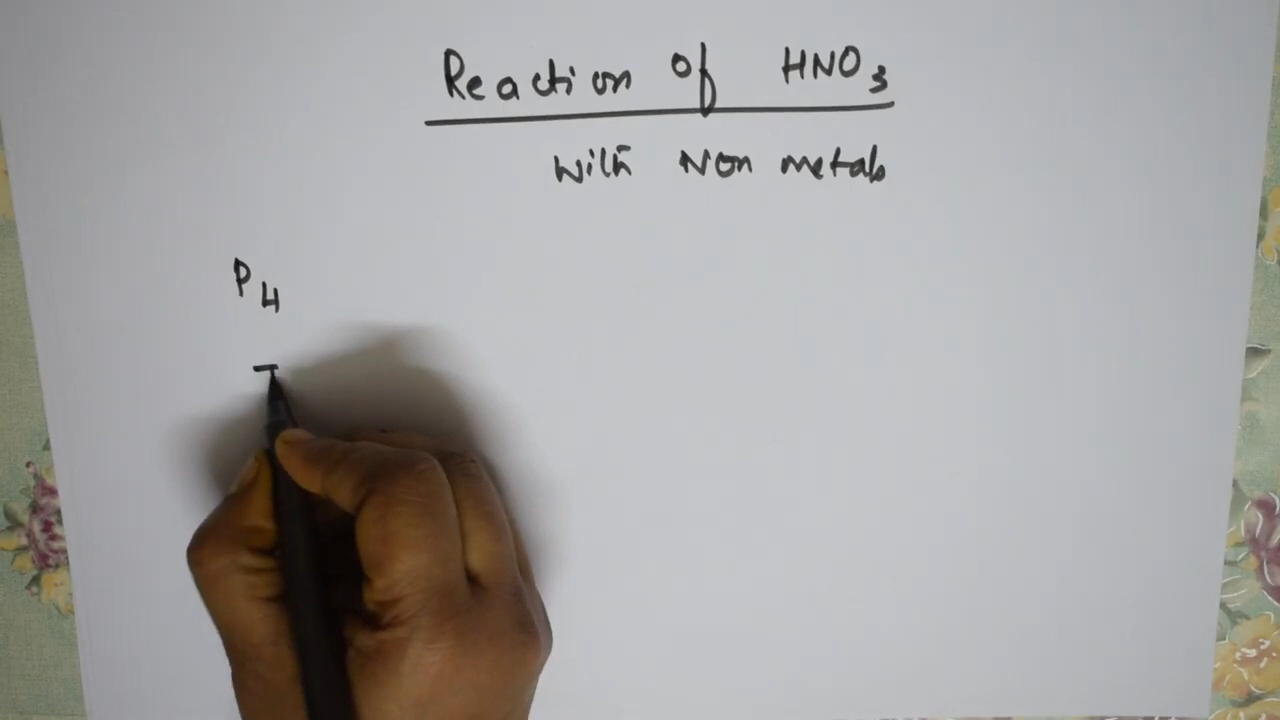 Reaction of HNO₃
With Non metals
P₄